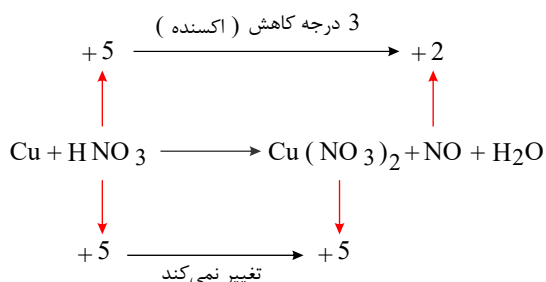 3 درجه کاهش ( اکسنده )
+5 +2
Cu + HNO3 Cu ( NO3 )2 + NO + H2O
+5 +5
تغییر نمی‌کند